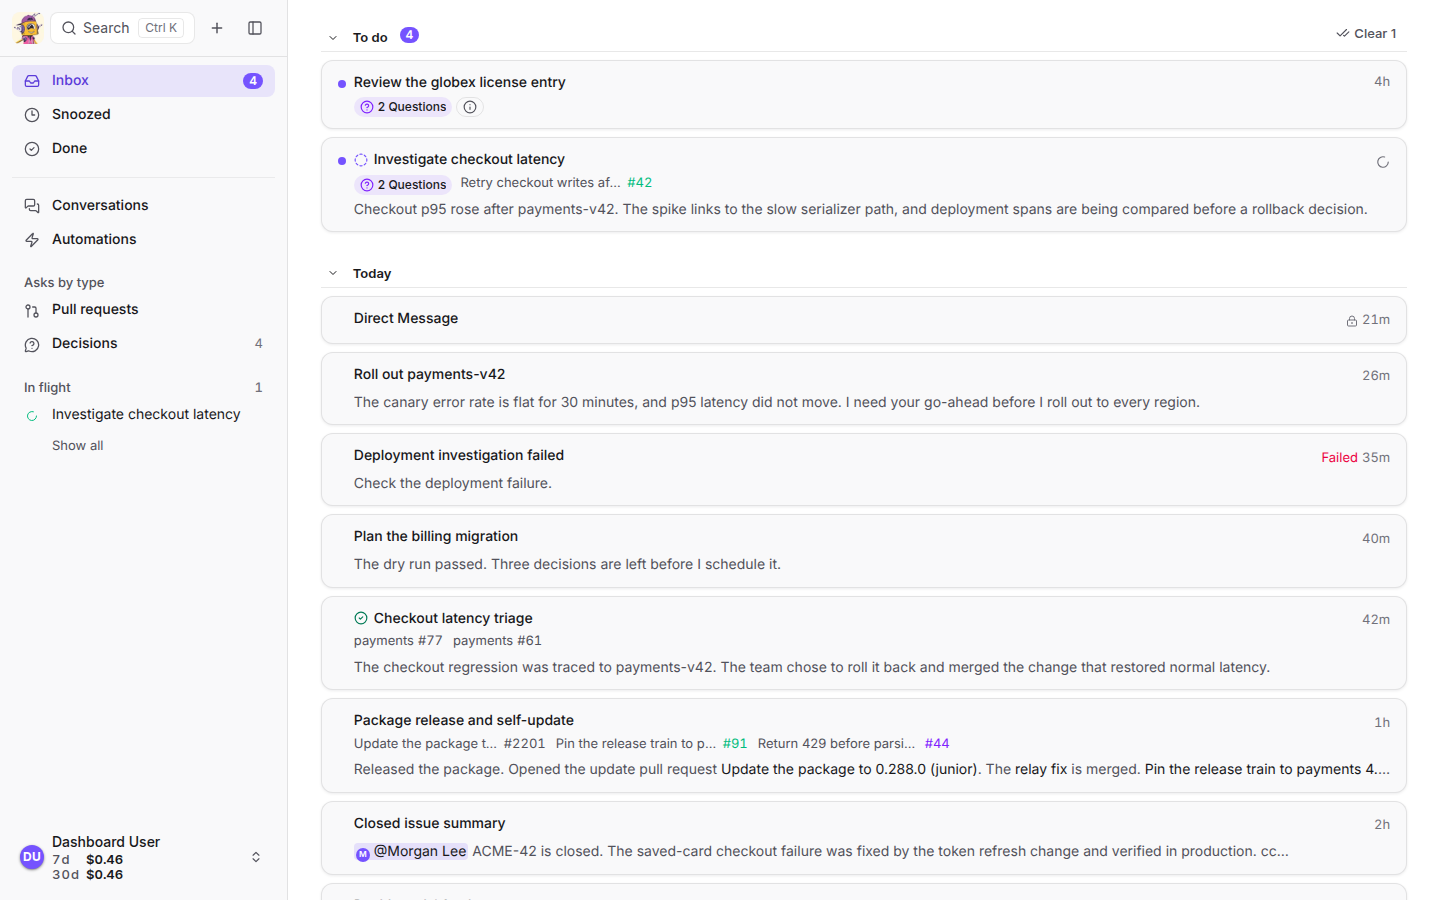 Search Ctrl K
Inbox 4
Snoozed
Done
Conversations
Automations
Asks by type
Pull requests
Decisions 4
In flight 1
Investigate checkout latency
Show all
DU Dashboard User
7d $0.46
30d $0.46
To do 4 Clear 1
Review the globex license entry 4h
2 Questions
Investigate checkout latency
2 Questions Retry checkout writes af... #42
Checkout p95 rose after payments-v42. The spike links to the slow serializer path, and deployment spans are being compared before a rollback decision.
Today
Direct Message 21m
Roll out payments-v42 26m
The canary error rate is flat for 30 minutes, and p95 latency did not move. I need your go-ahead before I roll out to every region.
Deployment investigation failed Failed 35m
Check the deployment failure.
Plan the billing migration 40m
The dry run passed. Three decisions are left before I schedule it.
Checkout latency triage 42m
payments #77 payments #61
The checkout regression was traced to payments-v42. The team chose to roll it back and merged the change that restored normal latency.
Package release and self-update 1h
Update the package t... #2201 Pin the release train to p... #91 Return 429 before parsi... #44
Released the package. Opened the update pull request Update the package to 0.288.0 (junior). The relay fix is merged. Pin the release train to payments 4....
Closed issue summary 2h
M @Morgan Lee ACME-42 is closed. The saved-card checkout failure was fixed by the token refresh change and verified in production. cc...